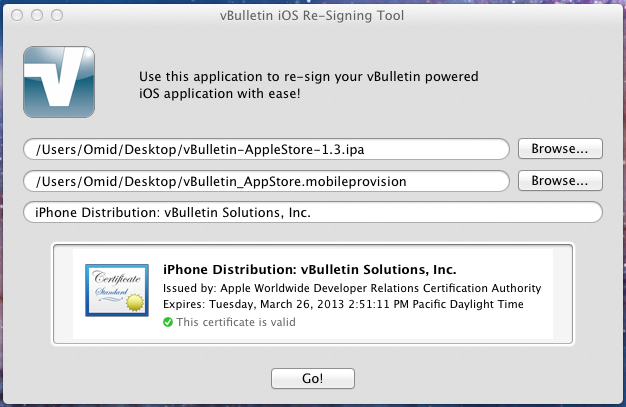 vBulletin iOS Re-Signing Tool
Use this application to re-sign your vBulletin powered
iOS application with ease!
/Users/Omid/Desktop/vBulletin-AppleStore-1.3.ipa
Browse...
/Users/Omid/Desktop/vBulletin_AppStore.mobileprovision
Browse...
iPhone Distribution: vBulletin Solutions, Inc.
Certificate
Standard
iPhone Distribution: vBulletin Solutions, Inc.
Issued by: Apple Worldwide Developer Relations Certification Authority
Expires: Tuesday, March 26, 2013 2:51:11 PM Pacific Daylight Time
This certificate is valid
Go!